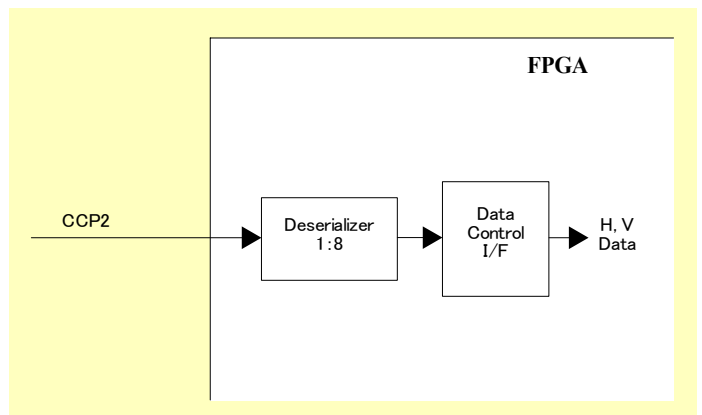 FPGA
CCP2
Deserializer
1:8
Data
Control
I/F
H, V
Data